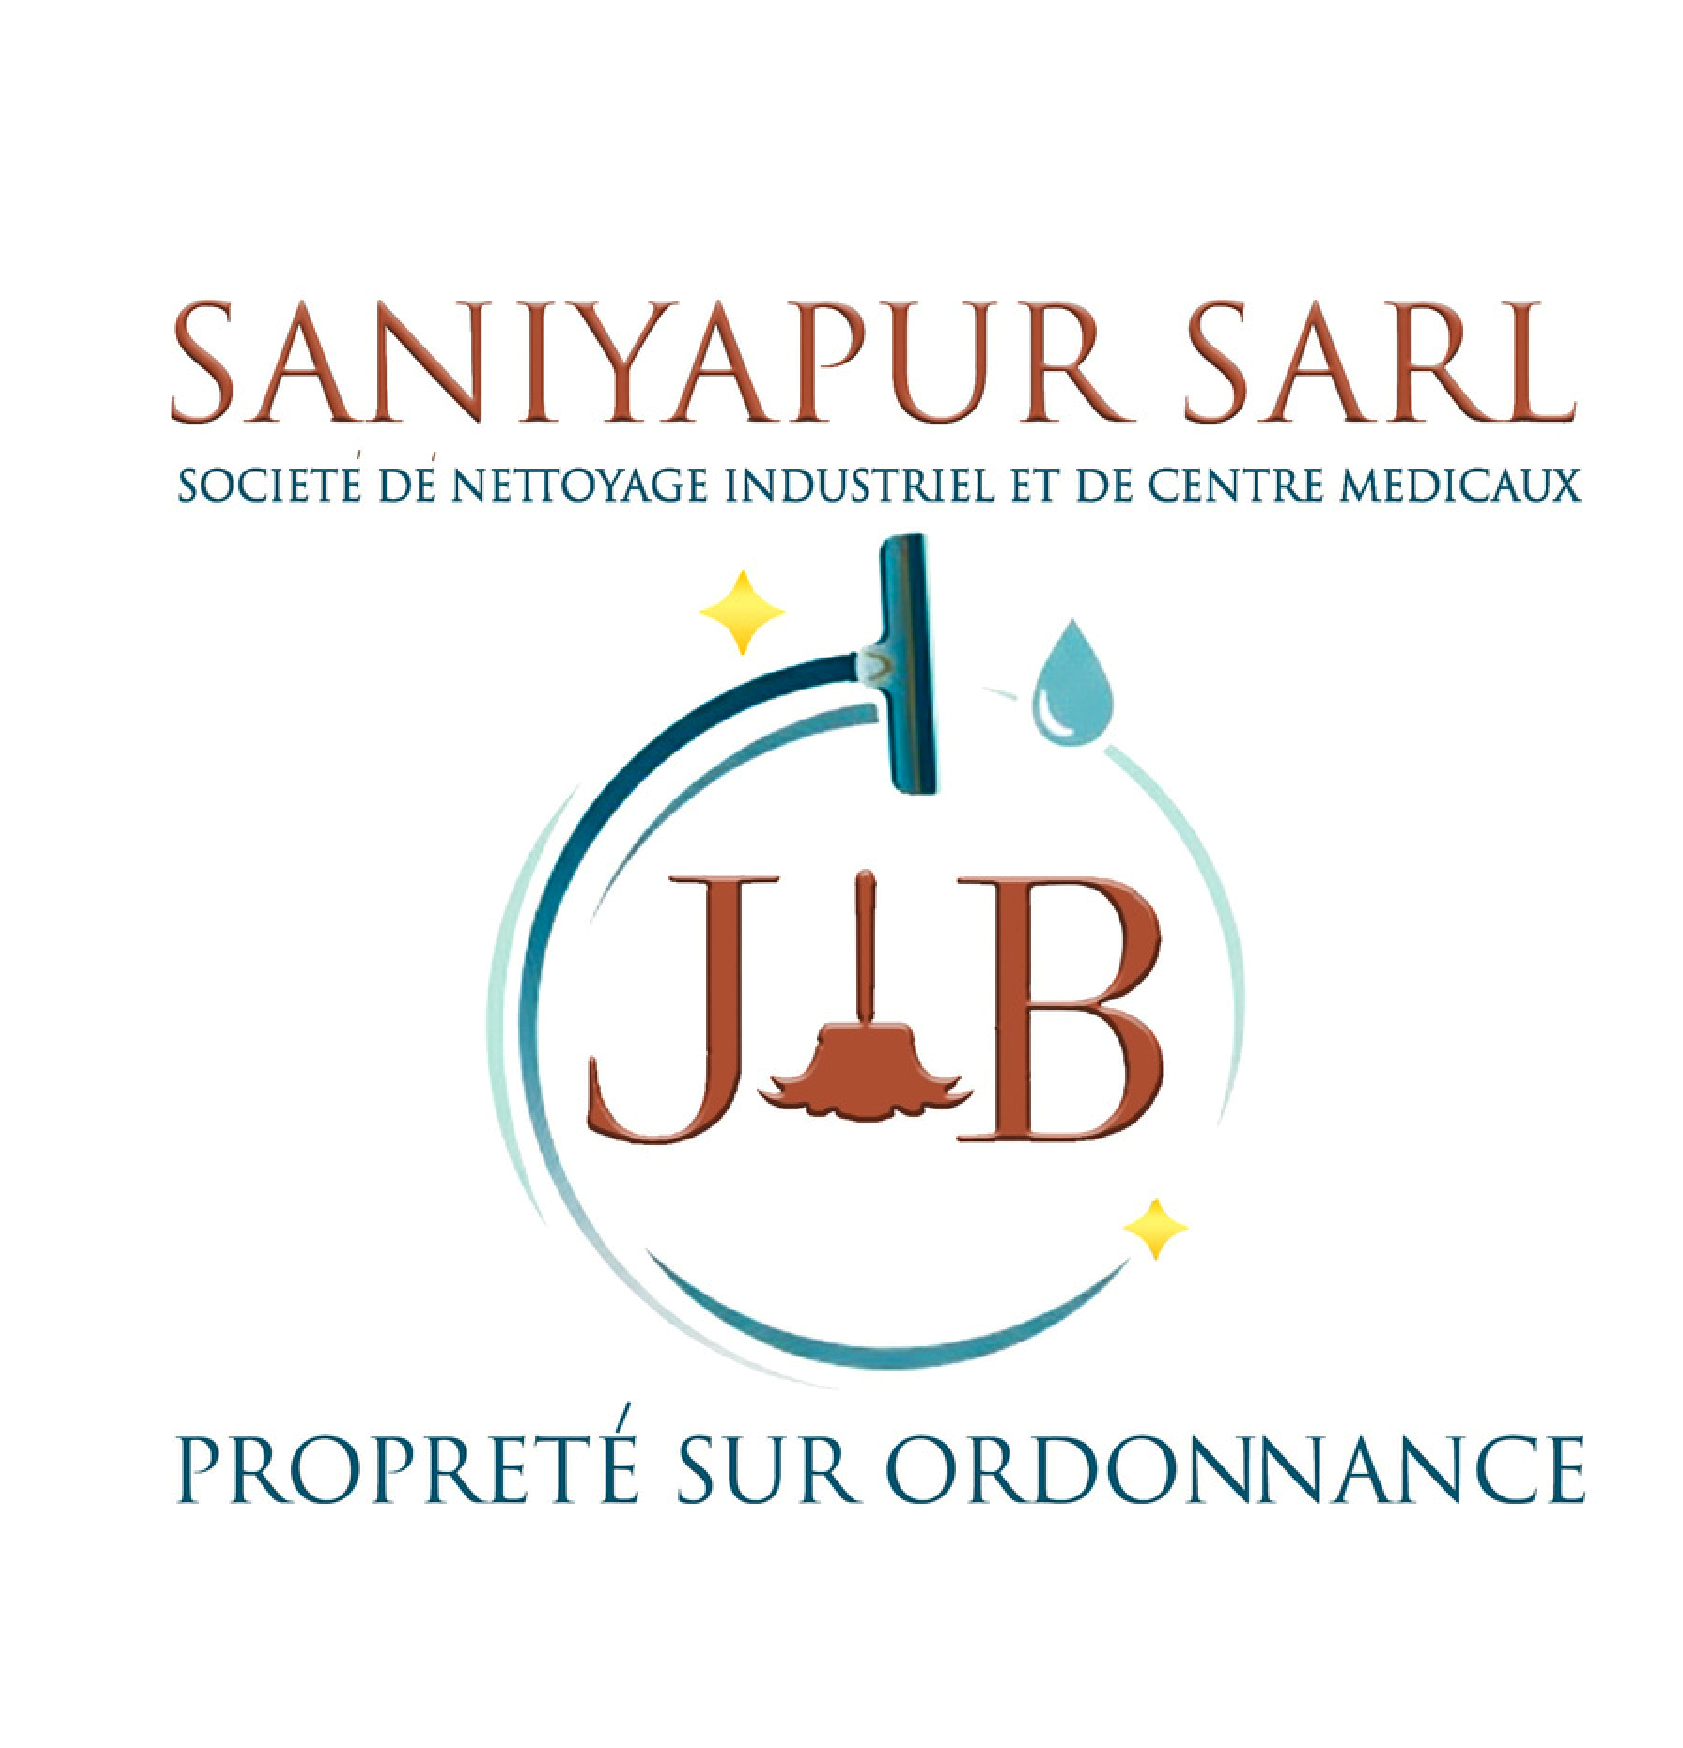 SANIYAPUR SARL
SOCIETÉ DÉ NETTOYAGE INDUSTRIEL ET DE CENTRE MEDICAUX
J B
PROPRETÉ SUR ORDONNANCE